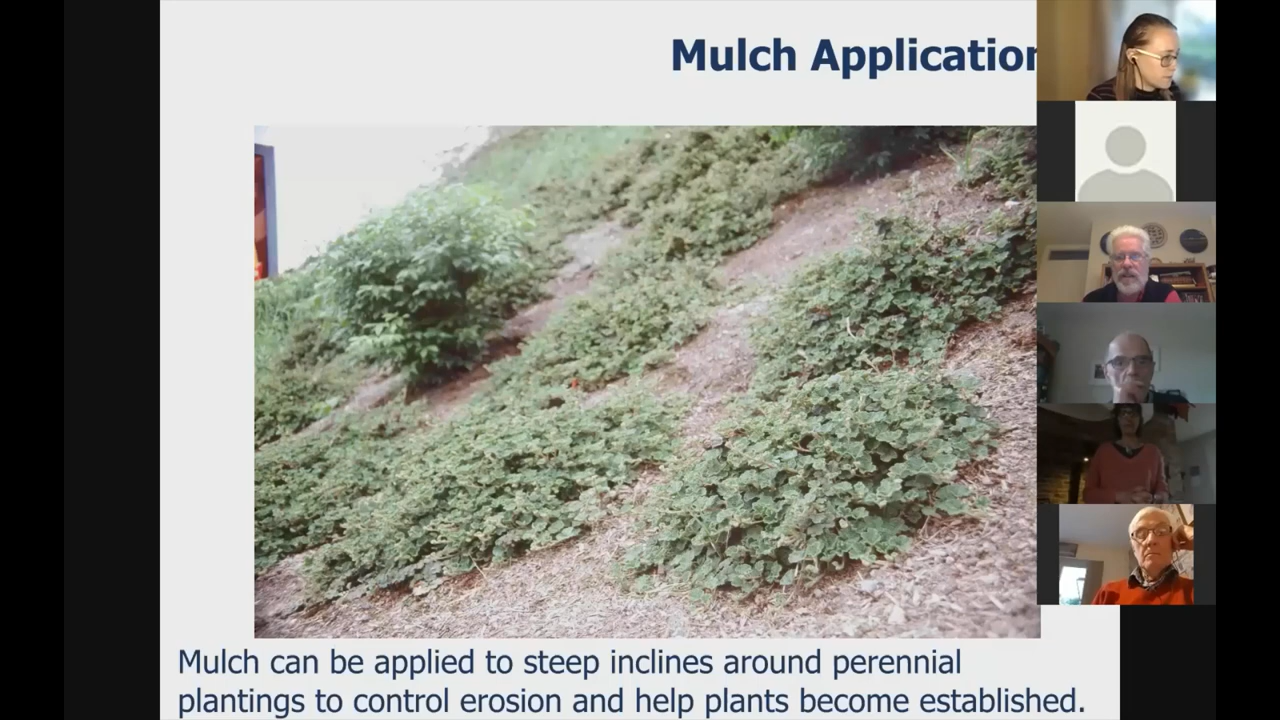 Mulch Application
Mulch can be applied to steep inclines around perennial
plantings to control erosion and help plants become established.